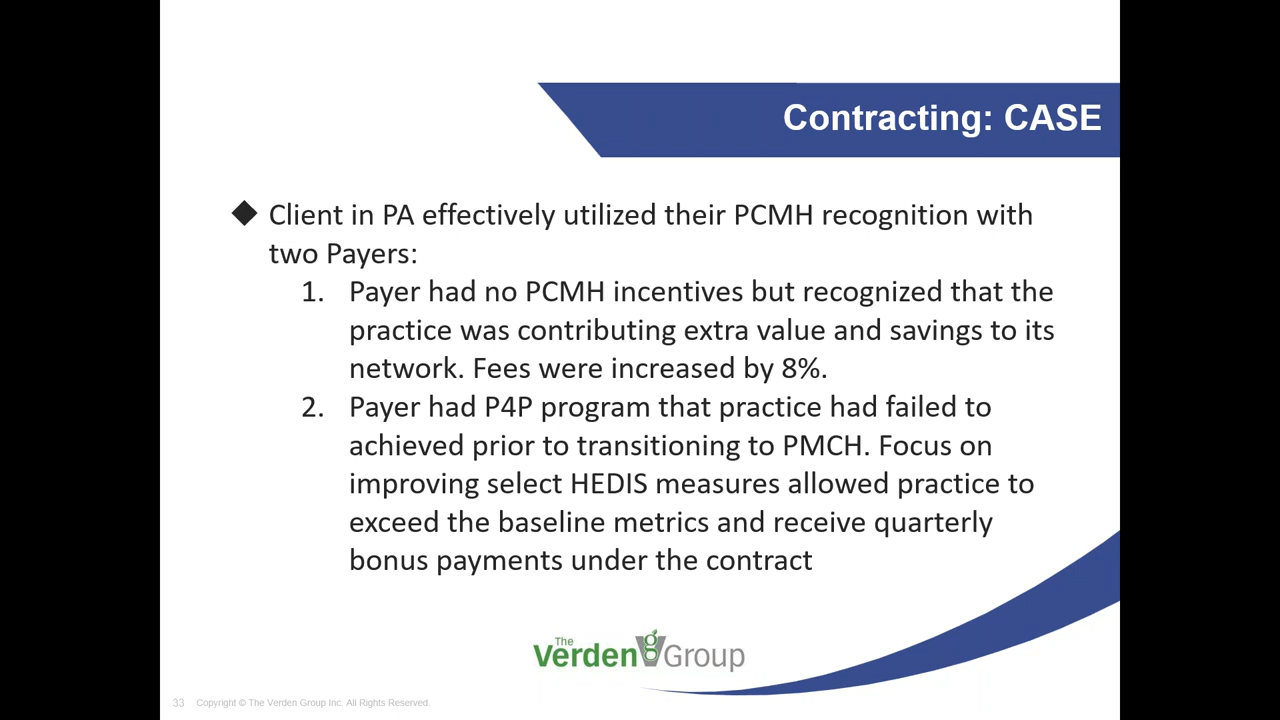 Contracting: CASE
Client in PA effectively utilized their PCMH recognition with
two Payers:
1. Payer had no PCMH incentives but recognized that the
practice was contributing extra value and savings to its
network. Fees were increased by 8%.
2. Payer had P4P program that practice had failed to
achieved prior to transitioning to PMCH. Focus on
improving select HEDIS measures allowed practice to
exceed the baseline metrics and receive quarterly
bonus payments under the contract
The
Verden Group
33 Copyright © The Verden Group Inc. All Rights Reserved.